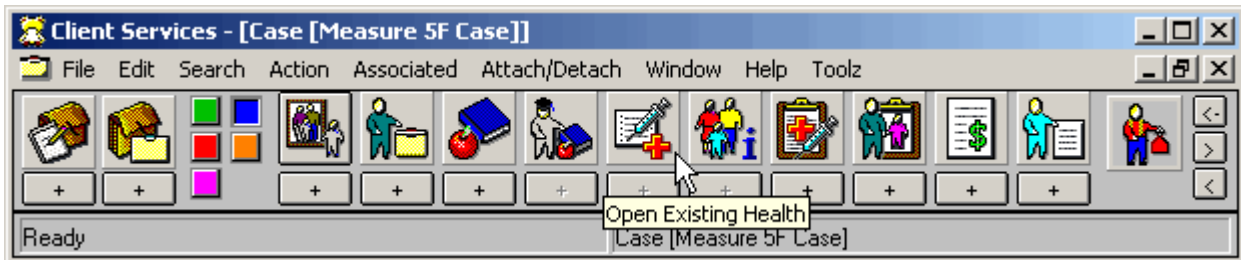 Client Services - [Case [Measure 5F Case]]
File Edit Search Action Associated Attach/Detach Window Help Toolz
+ + + + + + + + + + + +
Open Existing Health
Ready Case [Measure 5F Case]